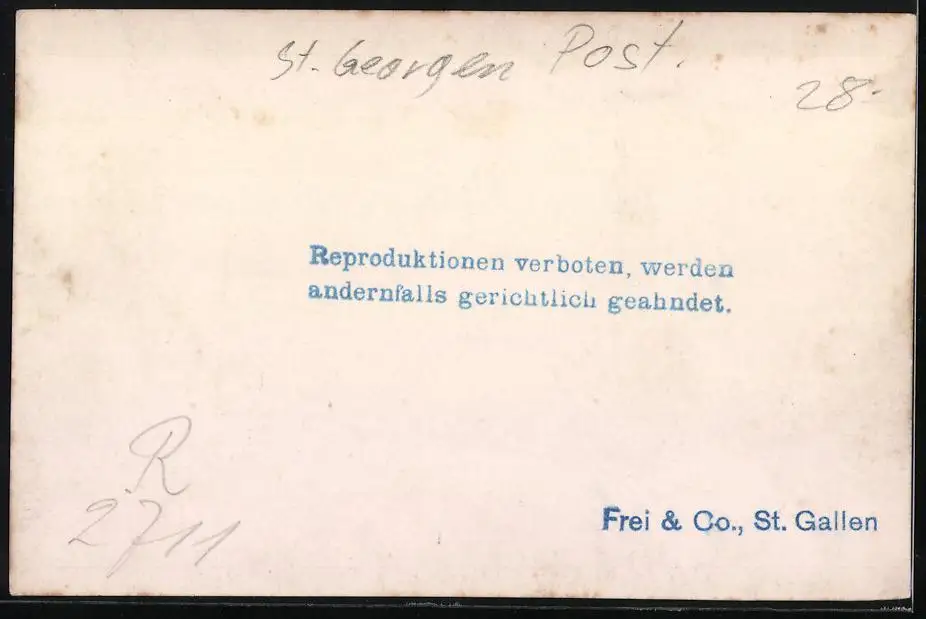 St. Georgen Post.
28.-
Reproduktionen verboten, werden
andernfalls gerichtlich geahndet.
R
2711
Frei & Co., St. Gallen